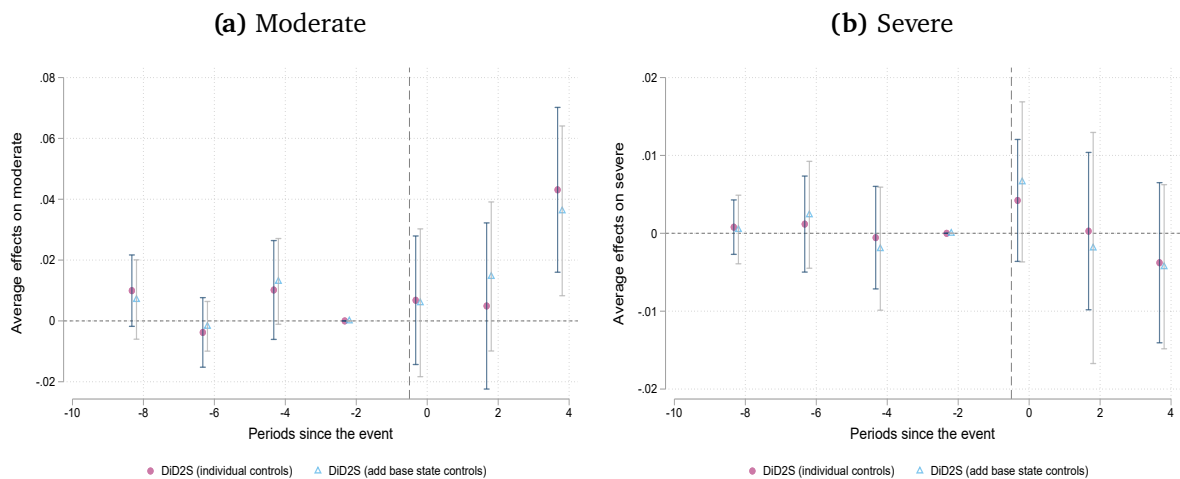 (a) Moderate
.08
.06
.04
.02
0
-.02
Average effects on moderate
-10 -8 -6 -4 -2 0 2 4
Periods since the event
DiD2S (individual controls) DiD2S (add base state controls)
(b) Severe
.02
.01
0
-.01
-.02
Average effects on severe
-10 -8 -6 -4 -2 0 2 4
Periods since the event
DiD2S (individual controls) DiD2S (add base state controls)